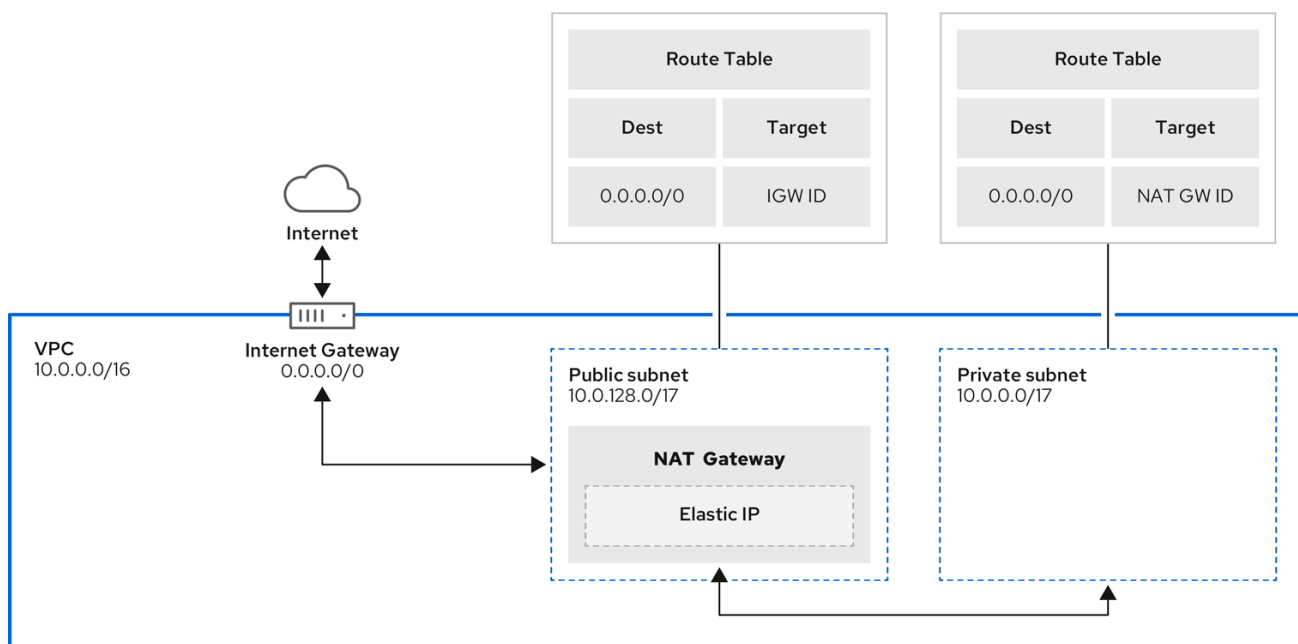 Route Table
Dest
Target
0.0.0.0/0
IGW ID
Route Table
Dest
Target
0.0.0.0/0
NAT GW ID
Internet
VPC
10.0.0.0/16
Internet Gateway
0.0.0.0/0
Public subnet
10.0.128.0/17
NAT Gateway
Elastic IP
Private subnet
10.0.0.0/17